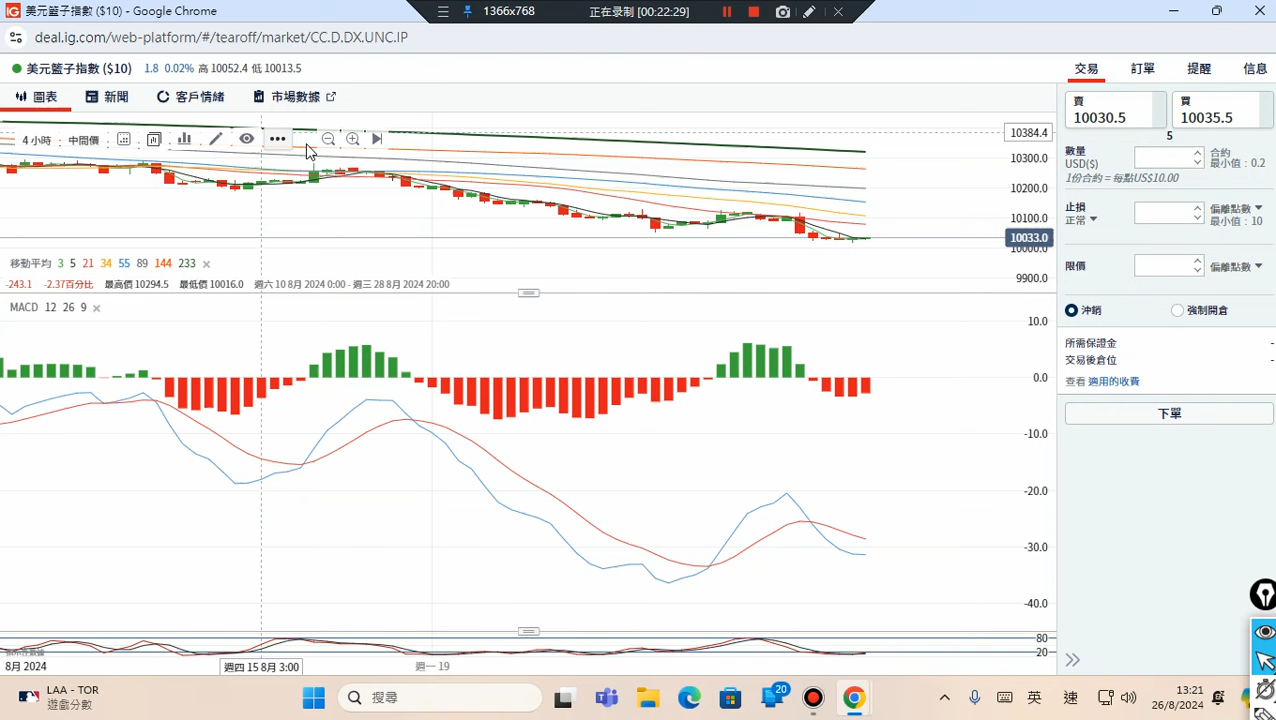 美元籃子指數 ($10) - Google Chrome
1366x768
正在录制 [00:22:29]
deal.ig.com/web-platform/#/tearoff/market/CC.D.DX.UNC.IP
美元籃子指數 ($10) 1.8 0.02% 高 10052.4 低 10013.5
交易 訂單 提醒 信息
圖表 新聞 客戶情緒 市場數據
賣 10030.5
買 10035.5
5
4 小時 中間價
10384.4
10300.0
10200.0
10100.0
10033.0
10000.0
9900.0
數量
USD($)
合約
最小值 : 0.2
1份合約 = 每點US$10.00
止損
正常
偏離點數
最小值 : 10
限價
偏離點數
沖銷
強制開倉
所需保證金 -
交易後倉位 -
查看 適用的收費
下單
移動平均 3 5 21 34 55 89 144 233
-243.1 -2.37百分比 最高價 10294.5 最低價 10016.0 週六 10 8月 2024 0:00 - 週三 28 8月 2024 20:00
MACD 12 26 9
10.0
0.0
-10.0
-20.0
-30.0
-40.0
80
20
8月 2024
週四 15 8月 3:00
週一 19
LAA - TOR
遊戲分數
搜尋
20
英
速
13:21
26/8/2024